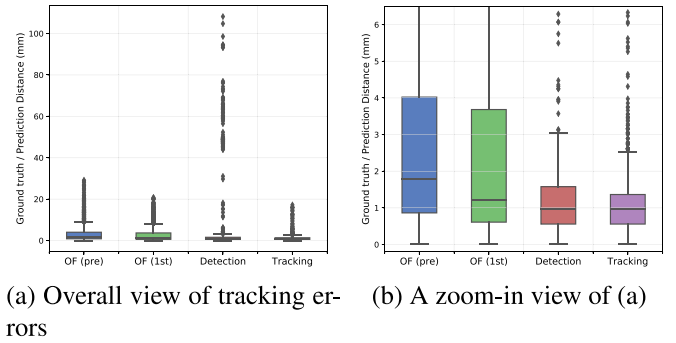 Ground truth / Prediction Distance (mm)
100
80
60
40
20
0
OF (pre) OF (1st) Detection Tracking
(a) Overall view of tracking er-
rors
Ground truth / Prediction Distance (mm)
6
5
4
3
2
1
0
OF (pre) OF (1st) Detection Tracking
(b) A zoom-in view of (a)